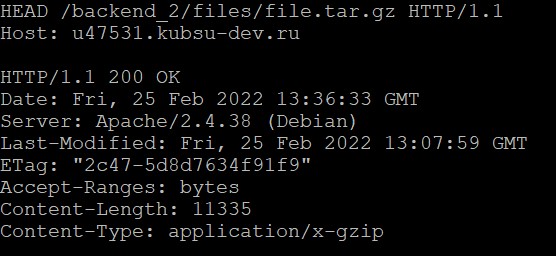 HEAD /backend_2/files/file.tar.gz HTTP/1.1
Host: u47531.kubsu-dev.ru
HTTP/1.1 200 OK
Date: Fri, 25 Feb 2022 13:36:33 GMT
Server: Apache/2.4.38 (Debian)
Last-Modified: Fri, 25 Feb 2022 13:07:59 GMT
ETag: "2c47-5d8d7634f91f9"
Accept-Ranges: bytes
Content-Length: 11335
Content-Type: application/x-gzip